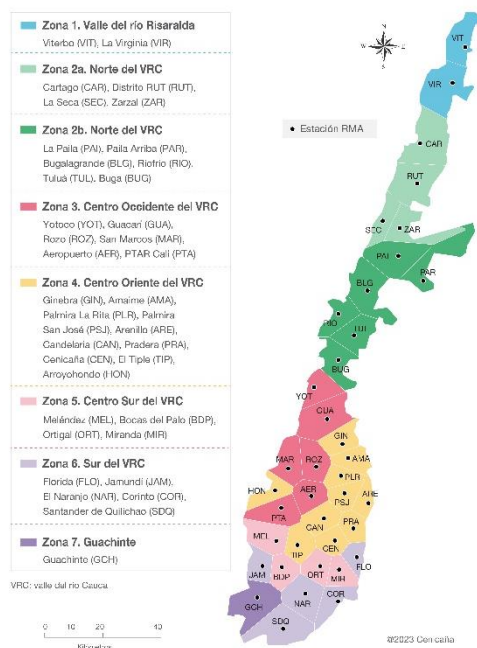 Zona 1. Valle del río Risaralda
Viterbo (VIT), La Virginia (VIR)
Zona 2a. Norte del VRC
Cartago (CAR), Distrito RUT (RUT),
La Seca (SEC), Zarzal (ZAR)
Zona 2b. Norte del VRC
La Paila (PAI), Paila Arriba (PAR),
Bugalagrande (BLG), Riofrío (RIO),
Tuluá (TUL), Buga (BUG)
Zona 3. Centro Occidente del VRC
Yotoco (YOT), Guacarí (GUA),
Rozo (ROZ), San Marcos (MAR),
Aeropuerto (AER), PTAR Cali (PTA)
Zona 4. Centro Oriente del VRC
Ginebra (GIN), Amaime (AMA),
Palmira La Rita (PLR), Palmira
San José (PSJ), Arenillo (ARE),
Candelaria (CAN), Pradera (PRA),
Cenicaña (CEN), El Tiple (TIP),
Arroyohondo (HON)
Zona 5. Centro Sur del VRC
Meléndez (MEL), Bocas del Palo (BDP),
Ortigal (ORT), Miranda (MIR)
Zona 6. Sur del VRC
Florida (FLO), Jamundí (JAM),
El Naranjo (NAR), Corinto (COR),
Santander de Quilichao (SDQ)
Zona 7. Guachinte
Guachinte (GCH)
VRC: valle del río Cauca
0 20 40
Kilometros
N
Estación RMA
VIT
VIR
CAR
RUT
SEC
ZAR
PAI
PAR
BLG
RIO
TUL
BUG
YOT
GUA
GIN
MAR
ROZ
AMA
PLR
HON
AER
PSJ
ARE
PTA
CAN
PRA
MEL
TIP
CEN
FLO
JAM
BDP
ORT
MIR
GCH
NAR
COR
SDQ
©2023 Cenicaña